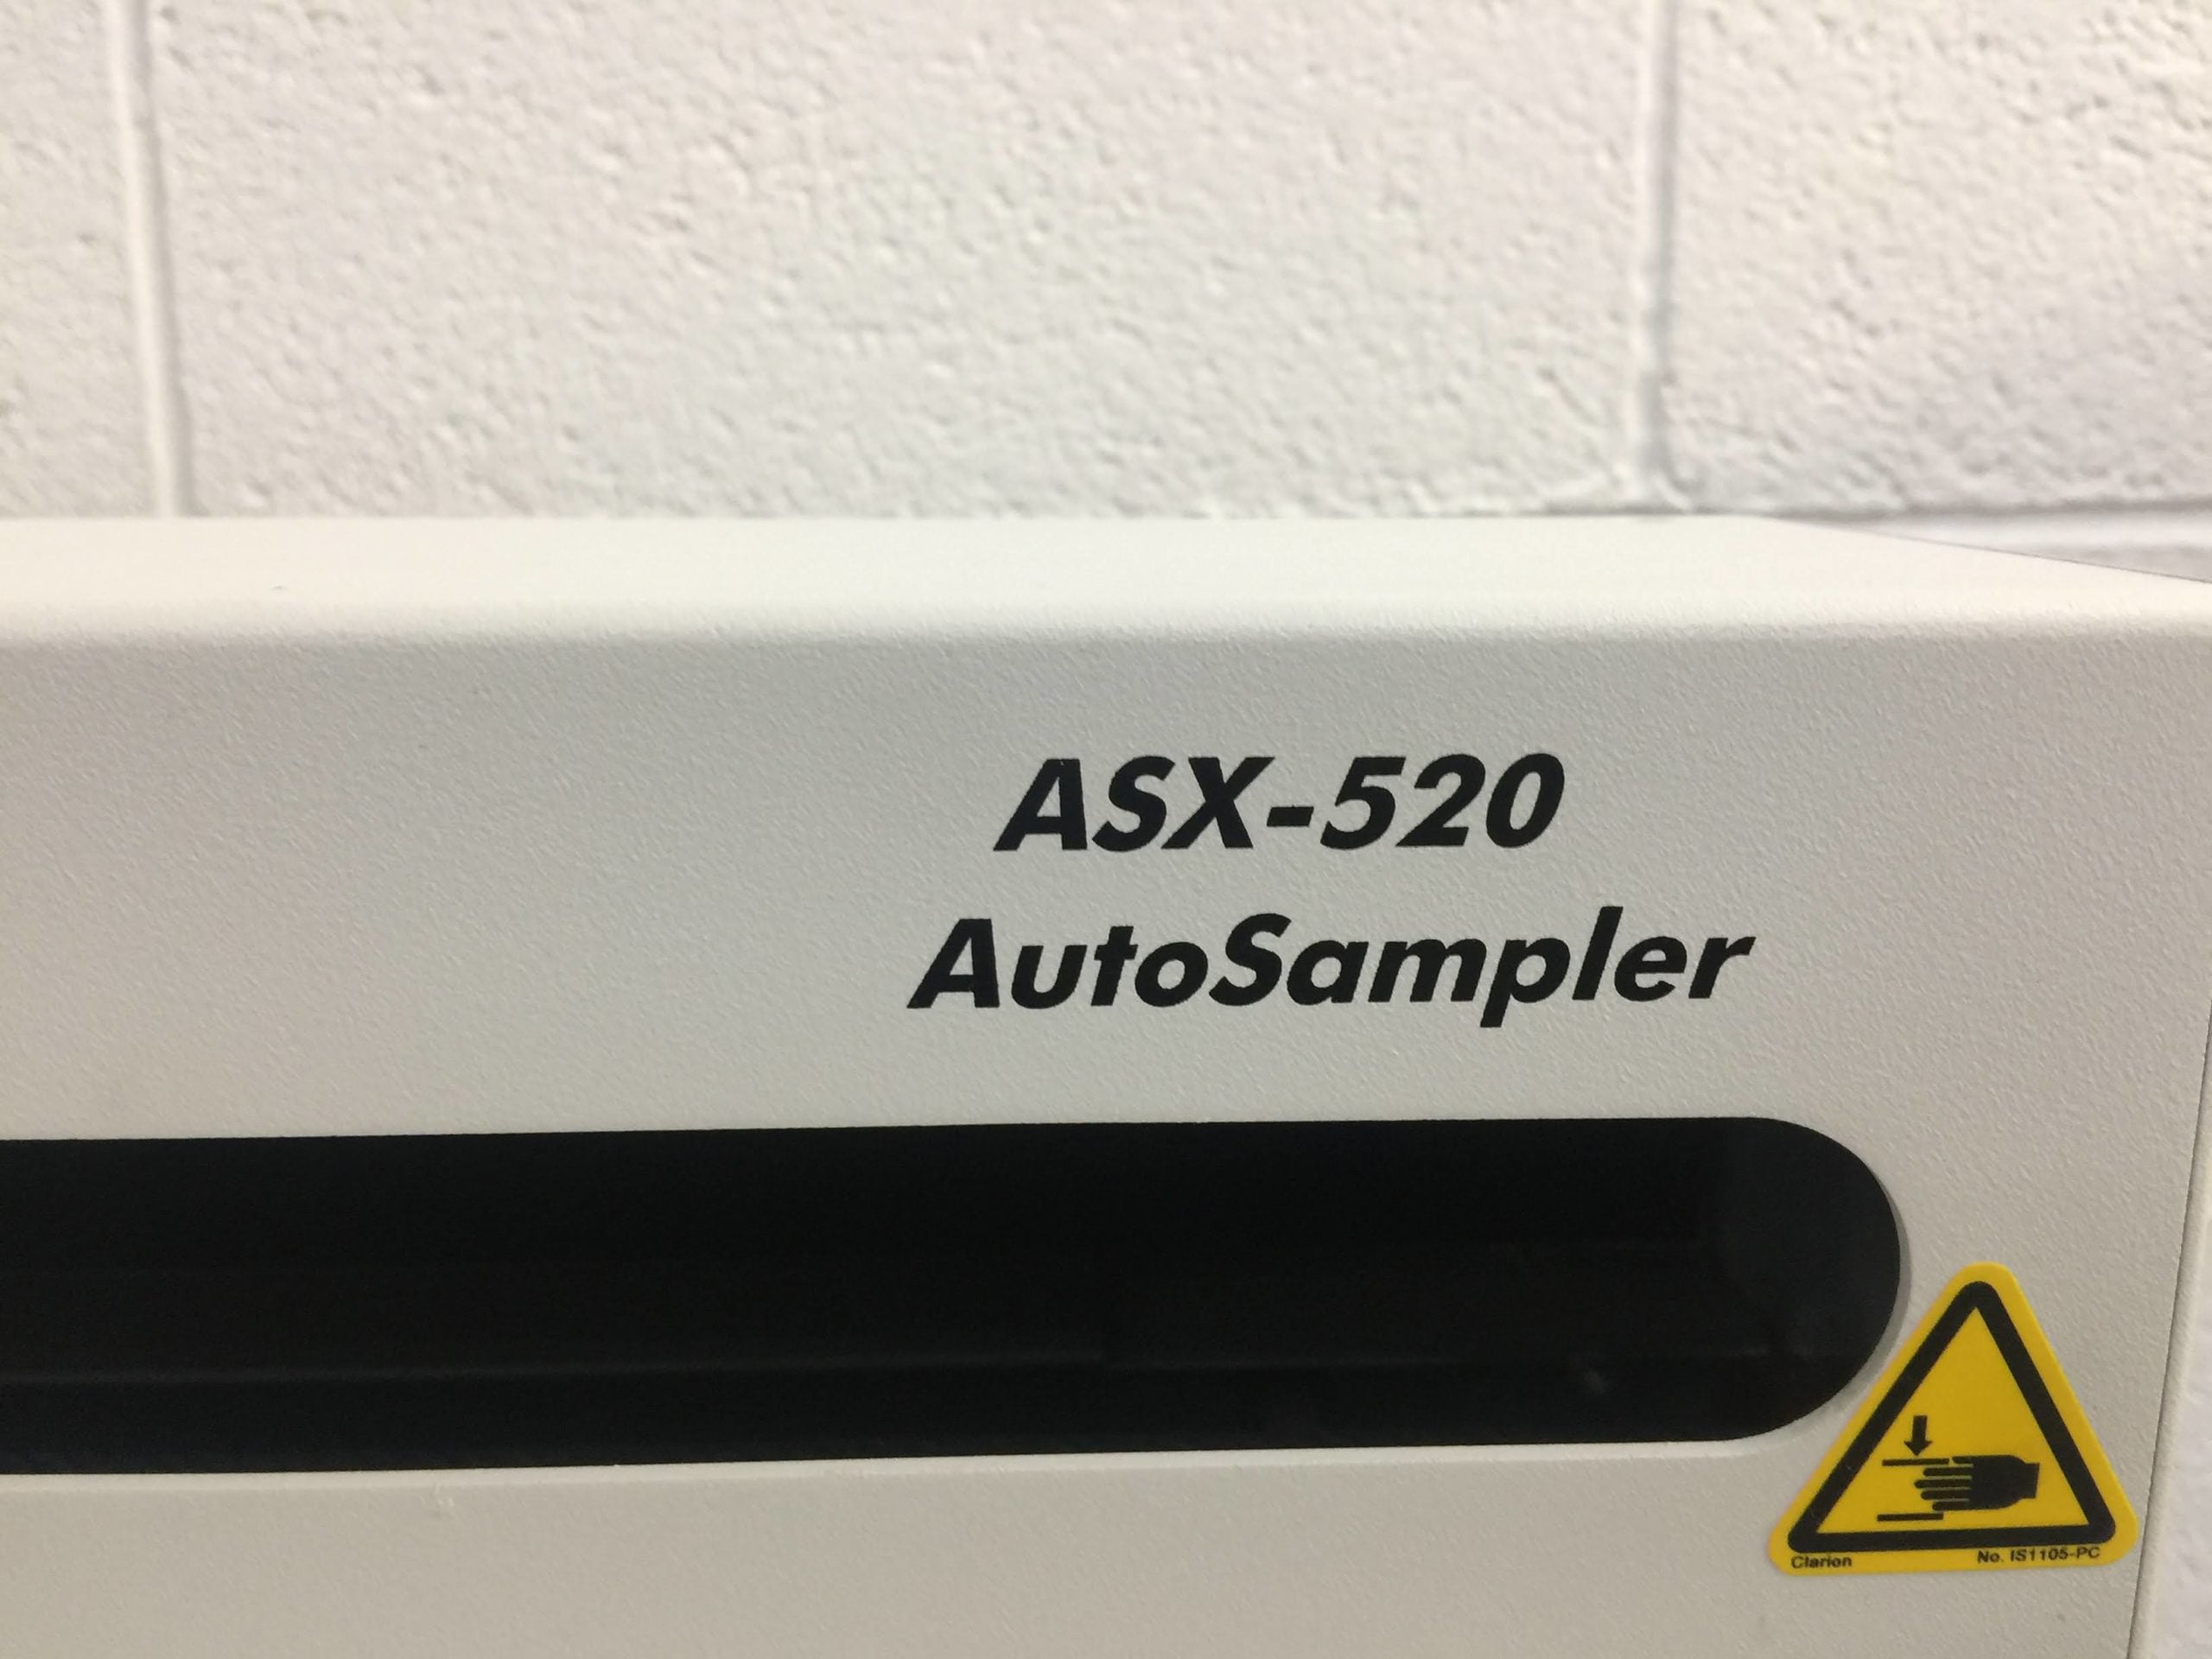 ASX-520
AutoSampler
Clarion No. IS1105-PC